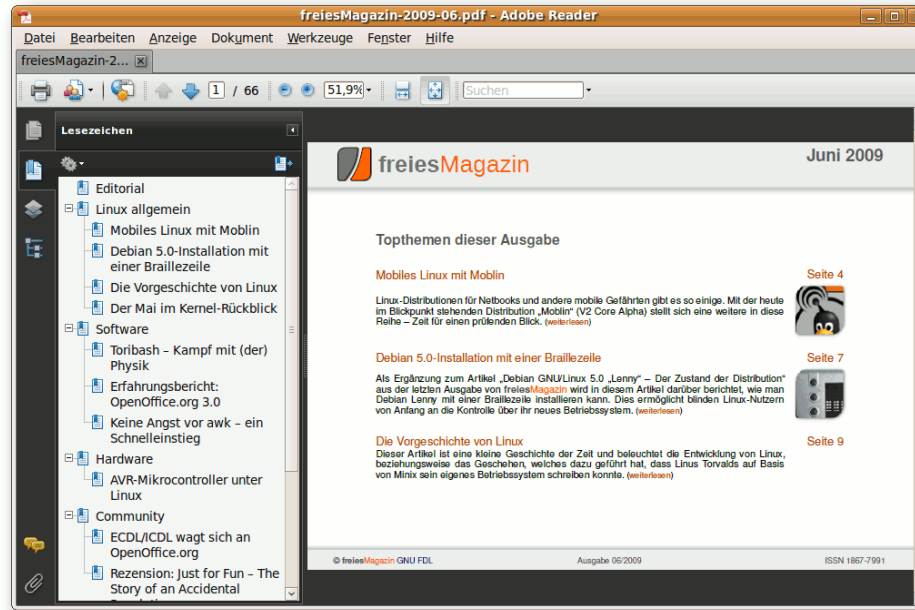 freiesMagazin-2009-06.pdf - Adobe Reader
Datei Bearbeiten Anzeige Dokument Werkzeuge Fenster Hilfe
freiesMagazin-2...
1 / 66 51,9% Suchen
Lesezeichen
Editorial
Linux allgemein
Mobiles Linux mit Moblin
Debian 5.0-Installation mit
einer Braillezeile
Die Vorgeschichte von Linux
Der Mai im Kernel-Rückblick
Software
Toribash – Kampf mit (der)
Physik
Erfahrungsbericht:
OpenOffice.org 3.0
Keine Angst vor awk – ein
Schnelleinstieg
Hardware
AVR-Mikrocontroller unter
Linux
Community
ECDL/ICDL wagt sich an
OpenOffice.org
Rezension: Just for Fun – The
Story of an Accidental
freiesMagazin
Juni 2009
Topthemen dieser Ausgabe
Mobiles Linux mit Moblin Seite 4
Linux-Distributionen für Netbooks und andere mobile Gefährten gibt es so einige. Mit der heute
im Blickpunkt stehenden Distribution „Moblin“ (V2 Core Alpha) stellt sich eine weitere in diese
Reihe – Zeit für einen prüfenden Blick. (weiterlesen)
Debian 5.0-Installation mit einer Braillezeile Seite 7
Als Ergänzung zum Artikel „Debian GNU/Linux 5.0 „Lenny“ – Der Zustand der Distribution“
aus der letzten Ausgabe von freiesMagazin wird in diesem Artikel darüber berichtet, wie man
Debian Lenny mit einer Braillezeile installieren kann. Dies ermöglicht blinden Linux-Nutzern
von Anfang an die Kontrolle über ihr neues Betriebssystem. (weiterlesen)
Die Vorgeschichte von Linux Seite 9
Dieser Artikel ist eine kleine Geschichte der Zeit und beleuchtet die Entwicklung von Linux,
beziehungsweise das Geschehen, welches dazu geführt hat, dass Linus Torvalds auf Basis
von Minix sein eigenes Betriebssystem schreiben konnte. (weiterlesen)
© freiesMagazin GNU FDL Ausgabe 06/2009 ISSN 1867-7991